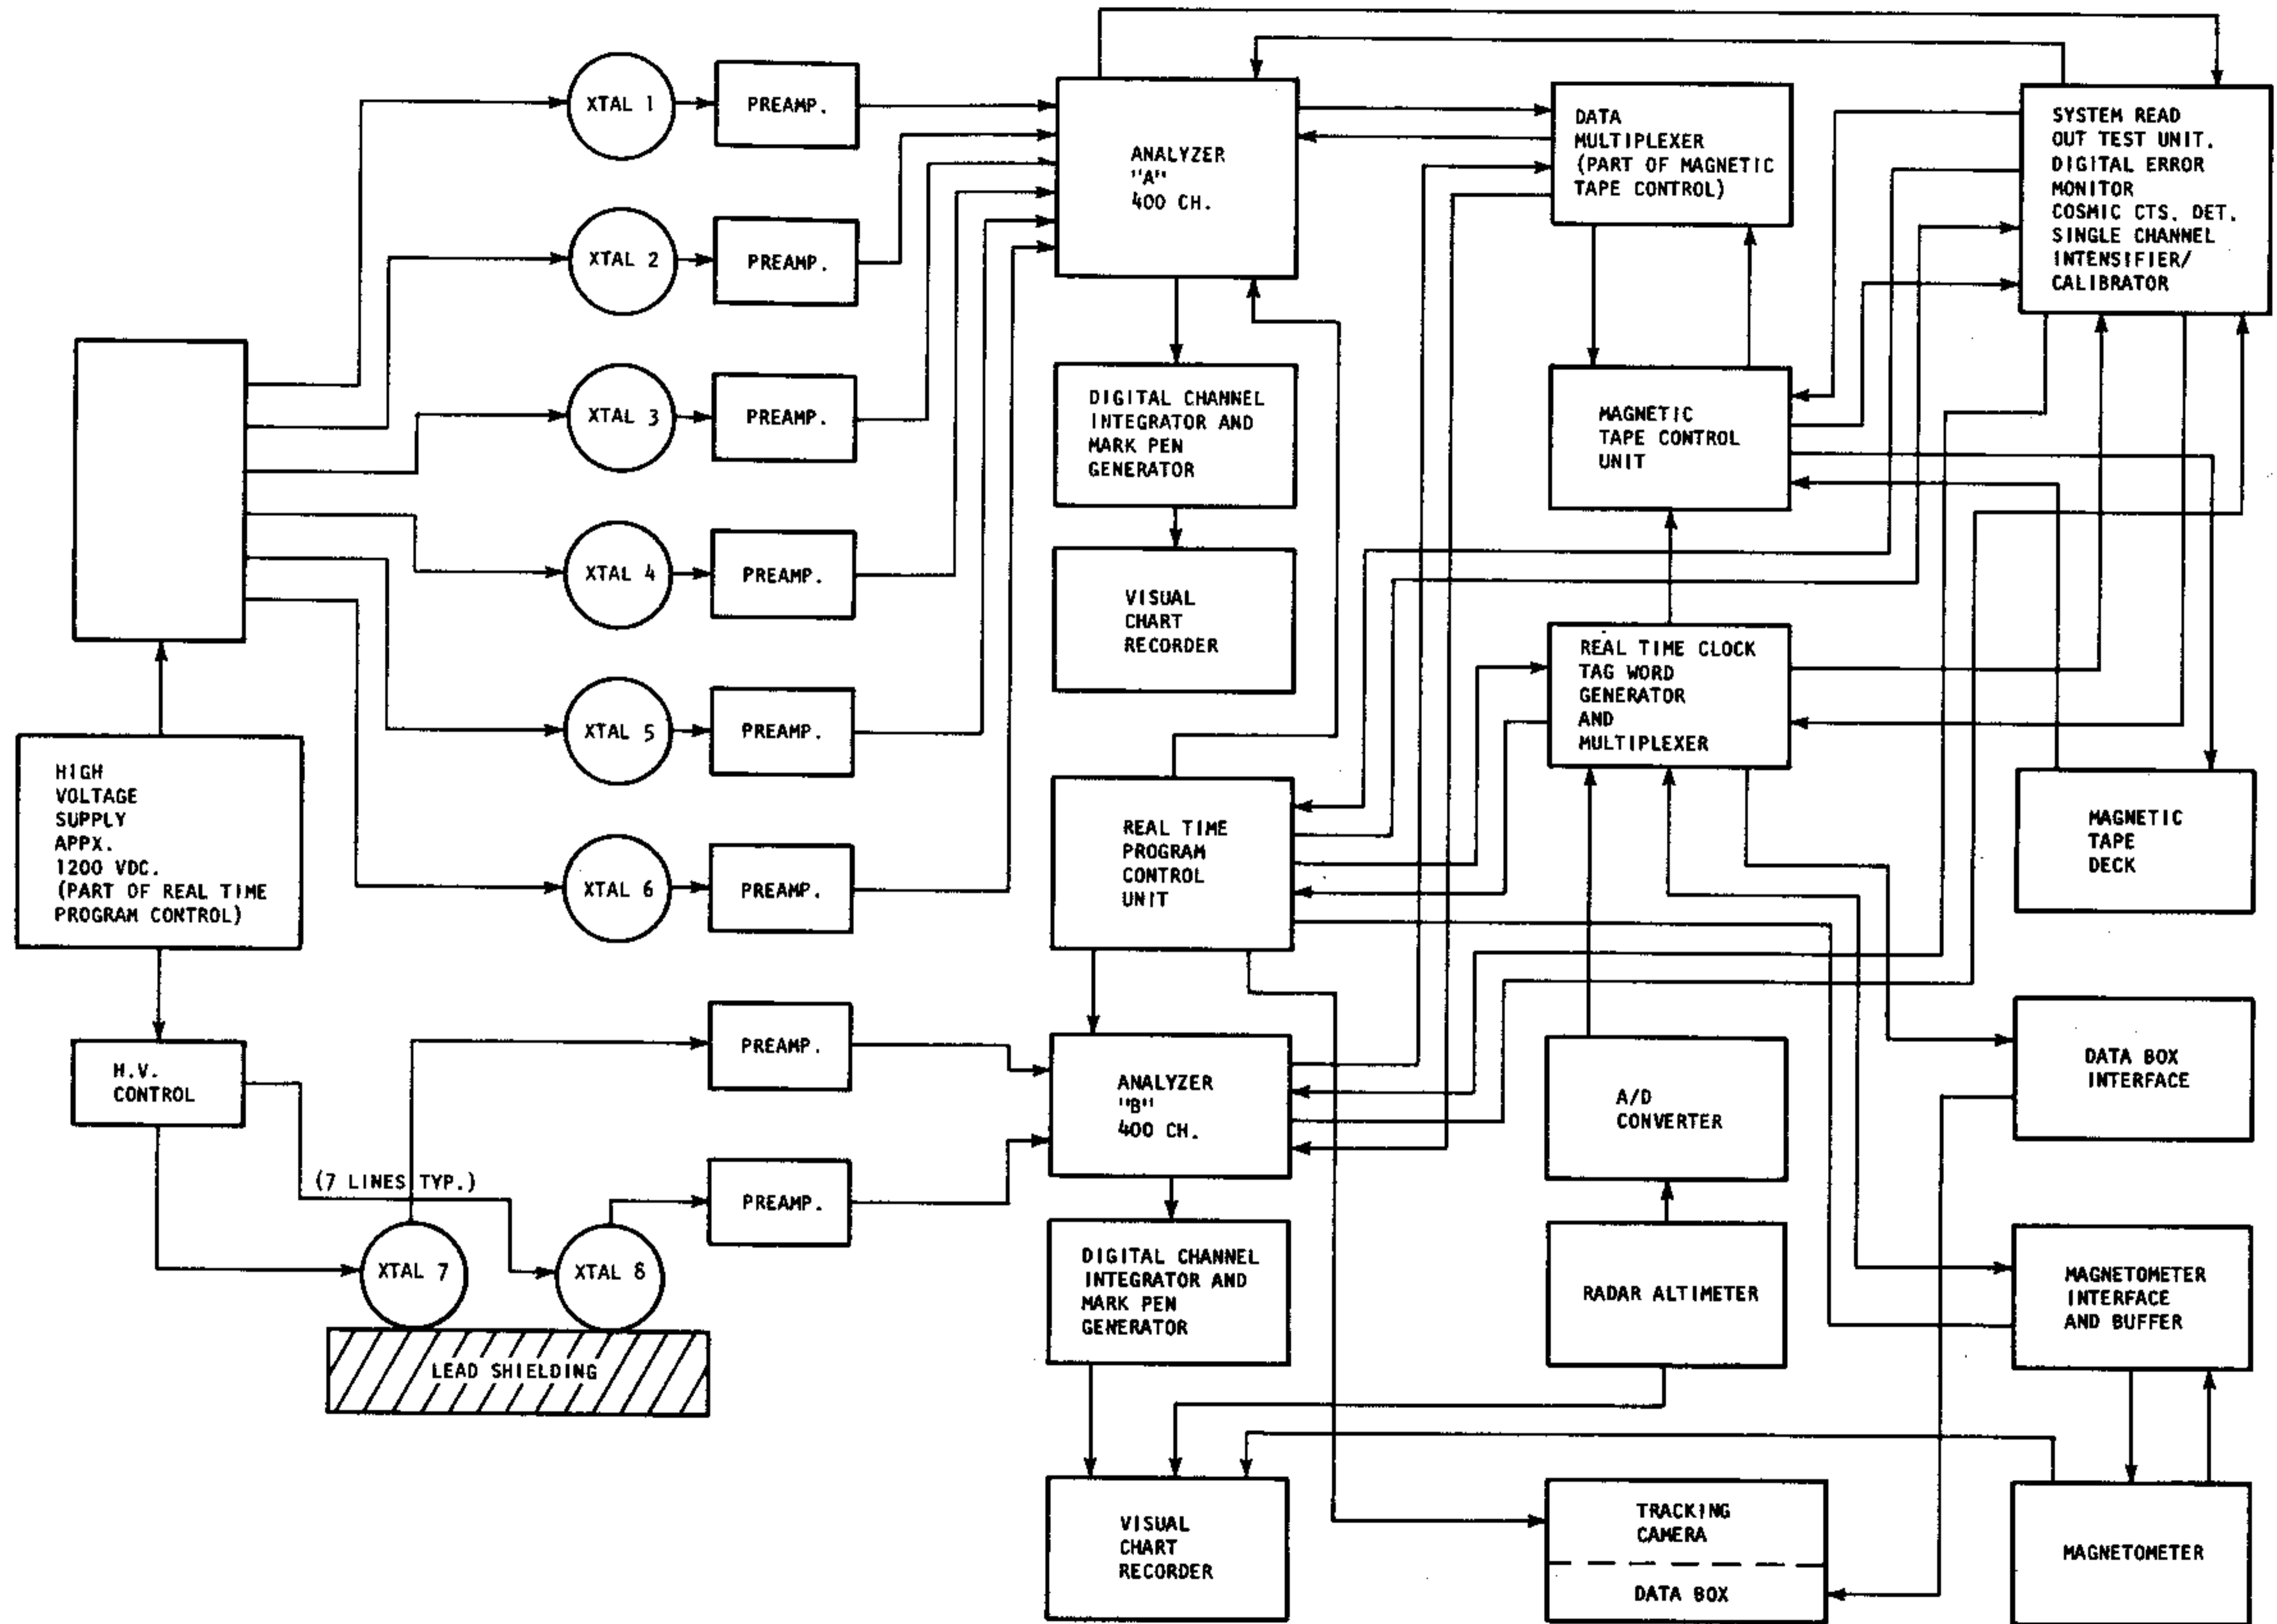 XTAL 1
PREAMP.
XTAL 2
PREAMP.
XTAL 3
PREAMP.
XTAL 4
PREAMP.
XTAL 5
PREAMP.
XTAL 6
PREAMP.
HIGH
VOLTAGE
SUPPLY
APPX.
1200 VDC.
(PART OF REAL TIME
PROGRAM CONTROL)
H.V.
CONTROL
(7 LINES TYP.)
XTAL 7
XTAL 8
PREAMP.
PREAMP.
LEAD SHIELDING
ANALYZER
"A"
400 CH.
DIGITAL CHANNEL
INTEGRATOR AND
MARK PEN
GENERATOR
VISUAL
CHART
RECORDER
REAL TIME
PROGRAM
CONTROL
UNIT
ANALYZER
"B"
400 CH.
DIGITAL CHANNEL
INTEGRATOR AND
MARK PEN
GENERATOR
VISUAL
CHART
RECORDER
DATA
MULTIPLEXER
(PART OF MAGNETIC
TAPE CONTROL)
MAGNETIC
TAPE CONTROL
UNIT
REAL TIME CLOCK
TAG WORD
GENERATOR
AND
MULTIPLEXER
A/D
CONVERTER
RADAR ALTIMETER
TRACKING
CAMERA
DATA BOX
SYSTEM READ
OUT TEST UNIT.
DIGITAL ERROR
MONITOR
COSMIC CTS. DET.
SINGLE CHANNEL
INTENSIFIER/
CALIBRATOR
MAGNETIC
TAPE
DECK
DATA BOX
INTERFACE
MAGNETOMETER
INTERFACE
AND BUFFER
MAGNETOMETER